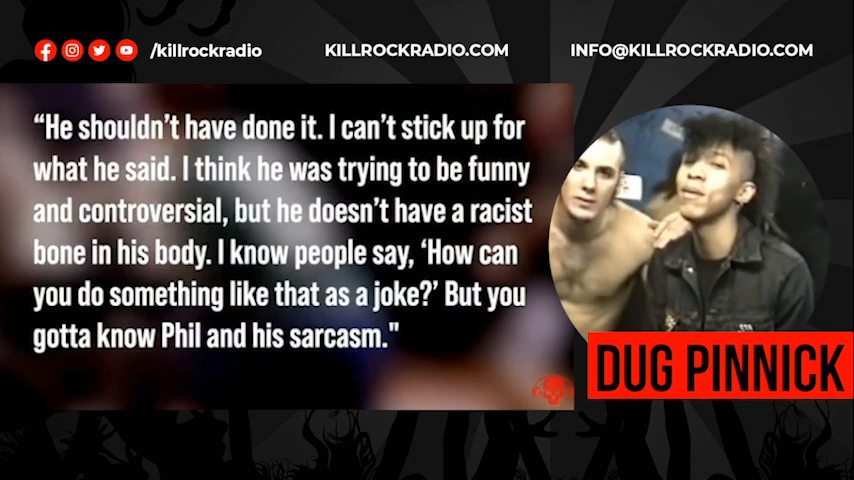 /killrockradio
KILLROCKRADIO.COM
INFO@KILLROCKRADIO.COM
“He shouldn’t have done it. I can’t stick up for
what he said. I think he was trying to be funny
and controversial, but he doesn’t have a racist
bone in his body. I know people say, ‘How can
you do something like that as a joke?’ But you
gotta know Phil and his sarcasm."
DUG PINNICK